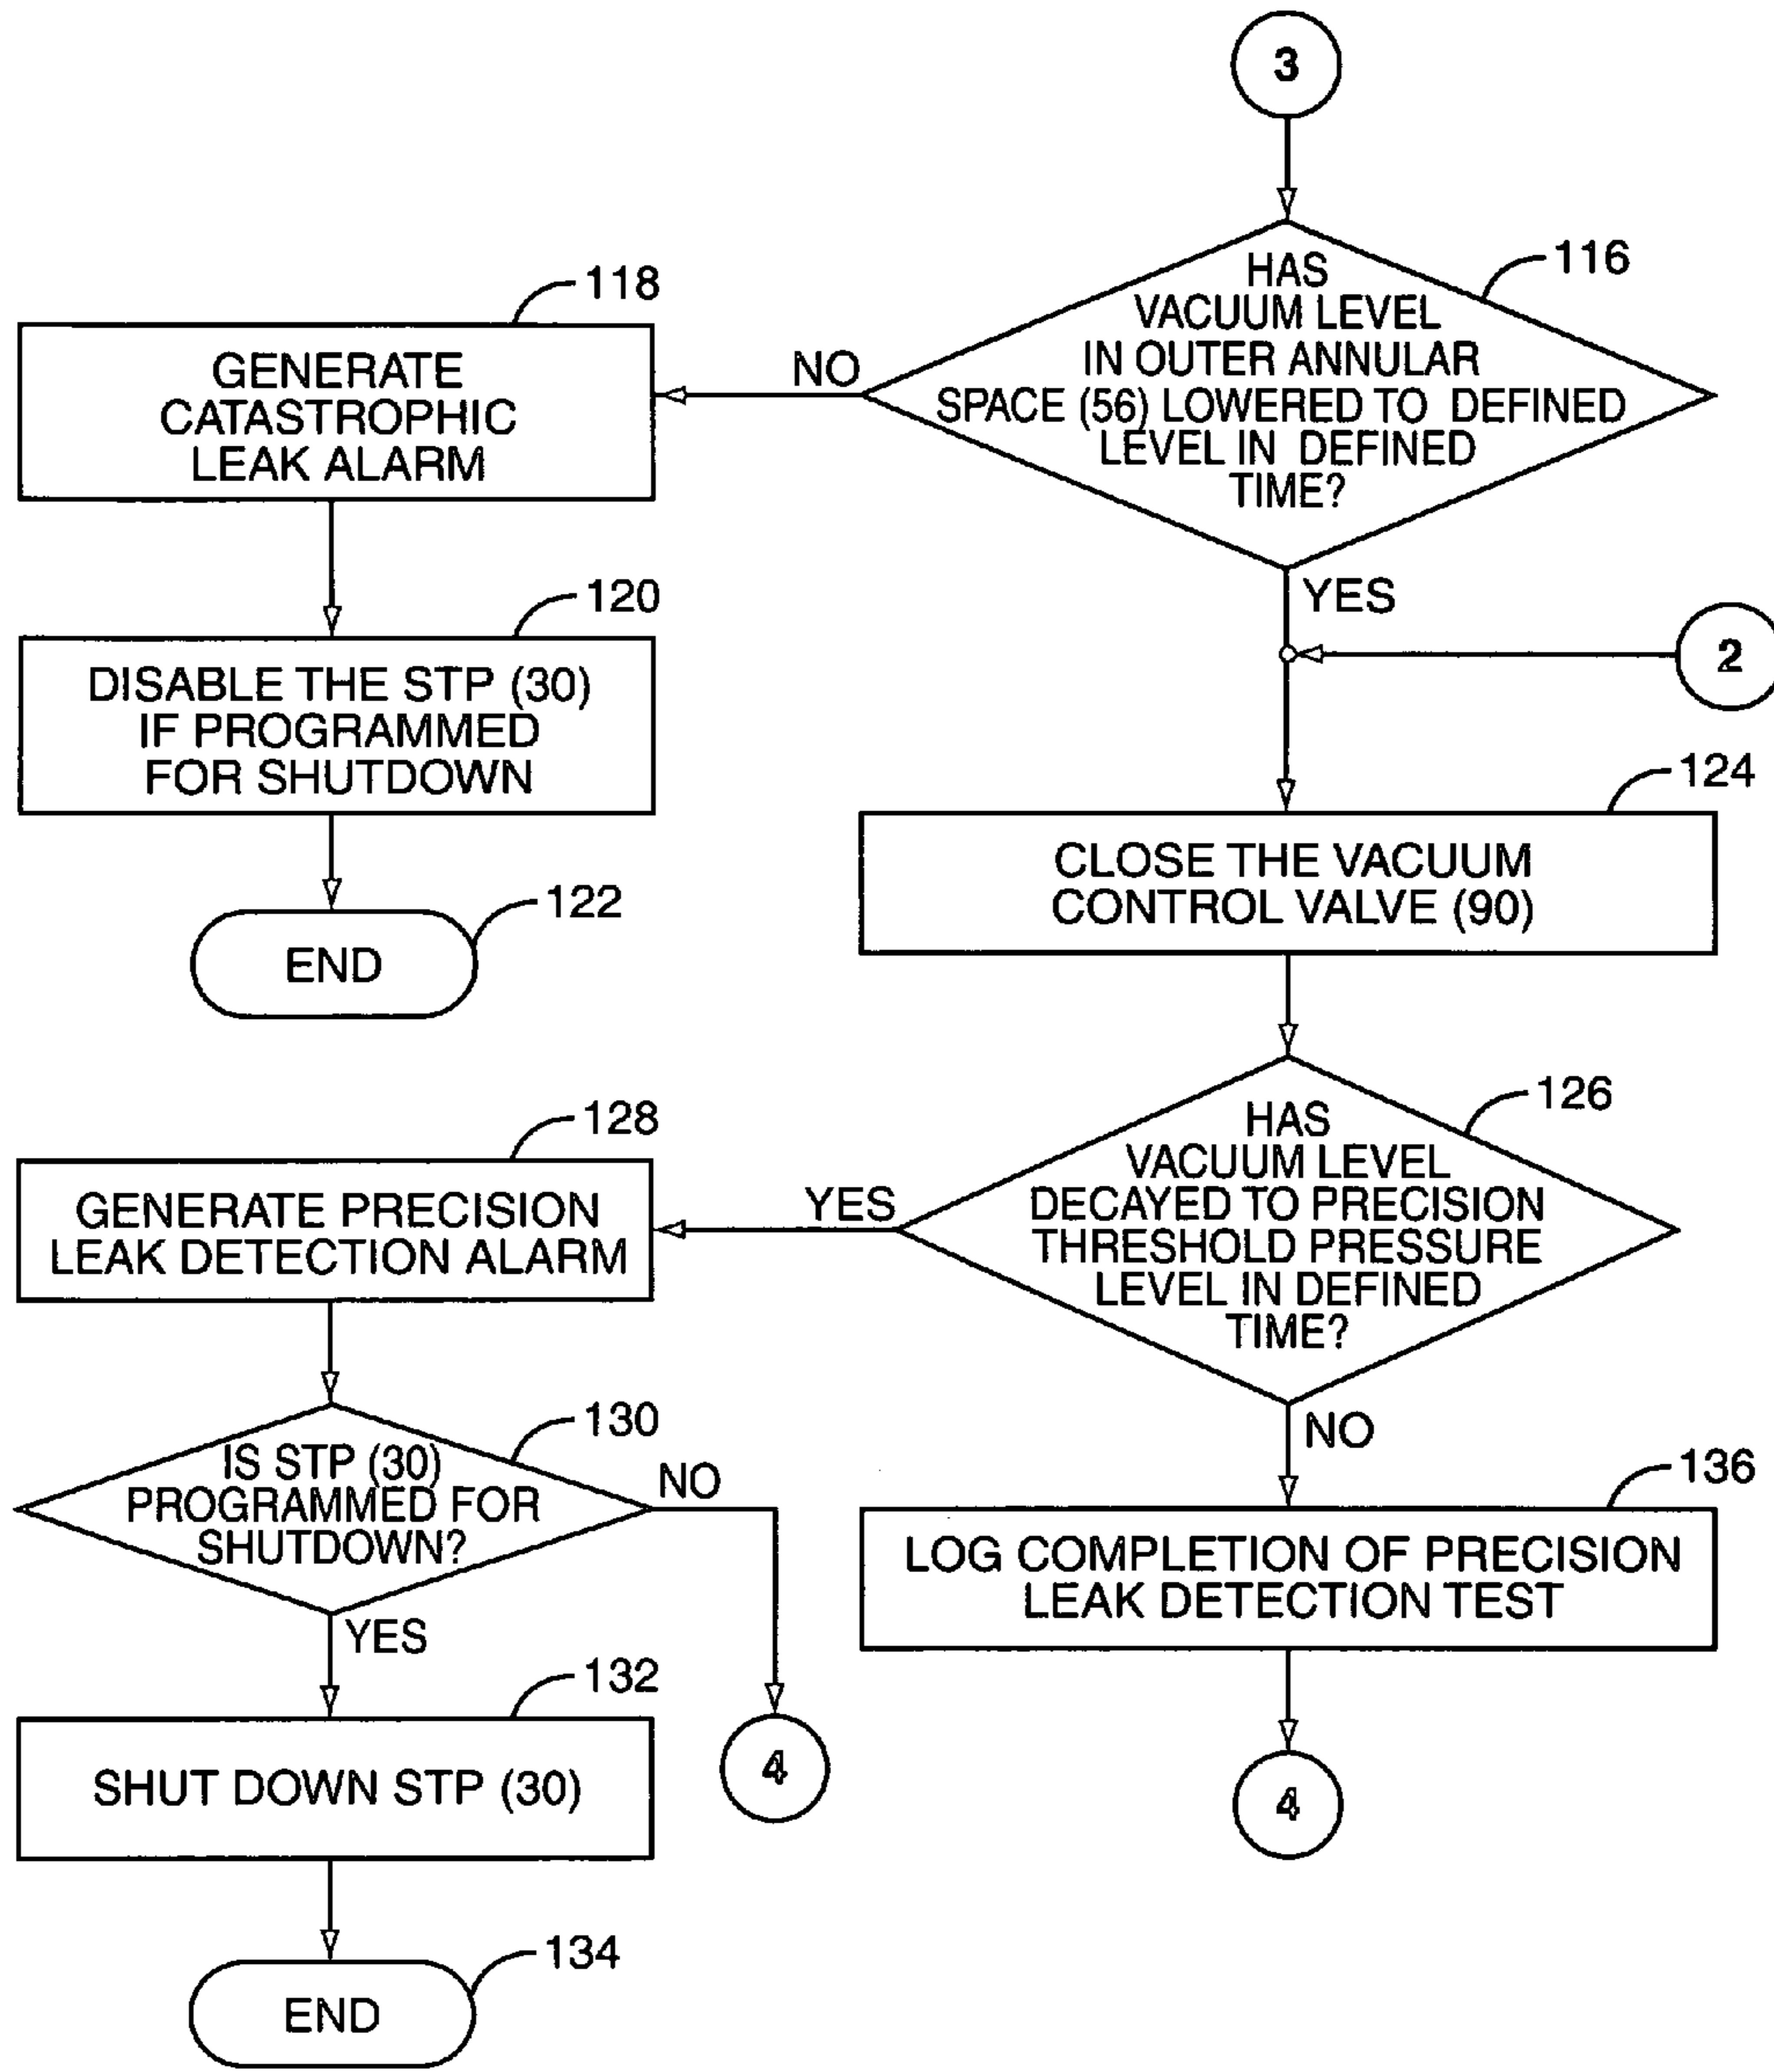 3
116
HAS
VACUUM LEVEL
IN OUTER ANNULAR
SPACE (56) LOWERED TO DEFINED
LEVEL IN DEFINED
TIME?
NO
YES
118
GENERATE
CATASTROPHIC
LEAK ALARM
120
DISABLE THE STP (30)
IF PROGRAMMED
FOR SHUTDOWN
122
END
2
124
CLOSE THE VACUUM
CONTROL VALVE (90)
126
HAS
VACUUM LEVEL
DECAYED TO PRECISION
THRESHOLD PRESSURE
LEVEL IN DEFINED
TIME?
YES
NO
128
GENERATE PRECISION
LEAK DETECTION ALARM
130
IS STP (30)
PROGRAMMED FOR
SHUTDOWN?
NO
YES
4
132
SHUT DOWN STP (30)
134
END
136
LOG COMPLETION OF PRECISION
LEAK DETECTION TEST
4